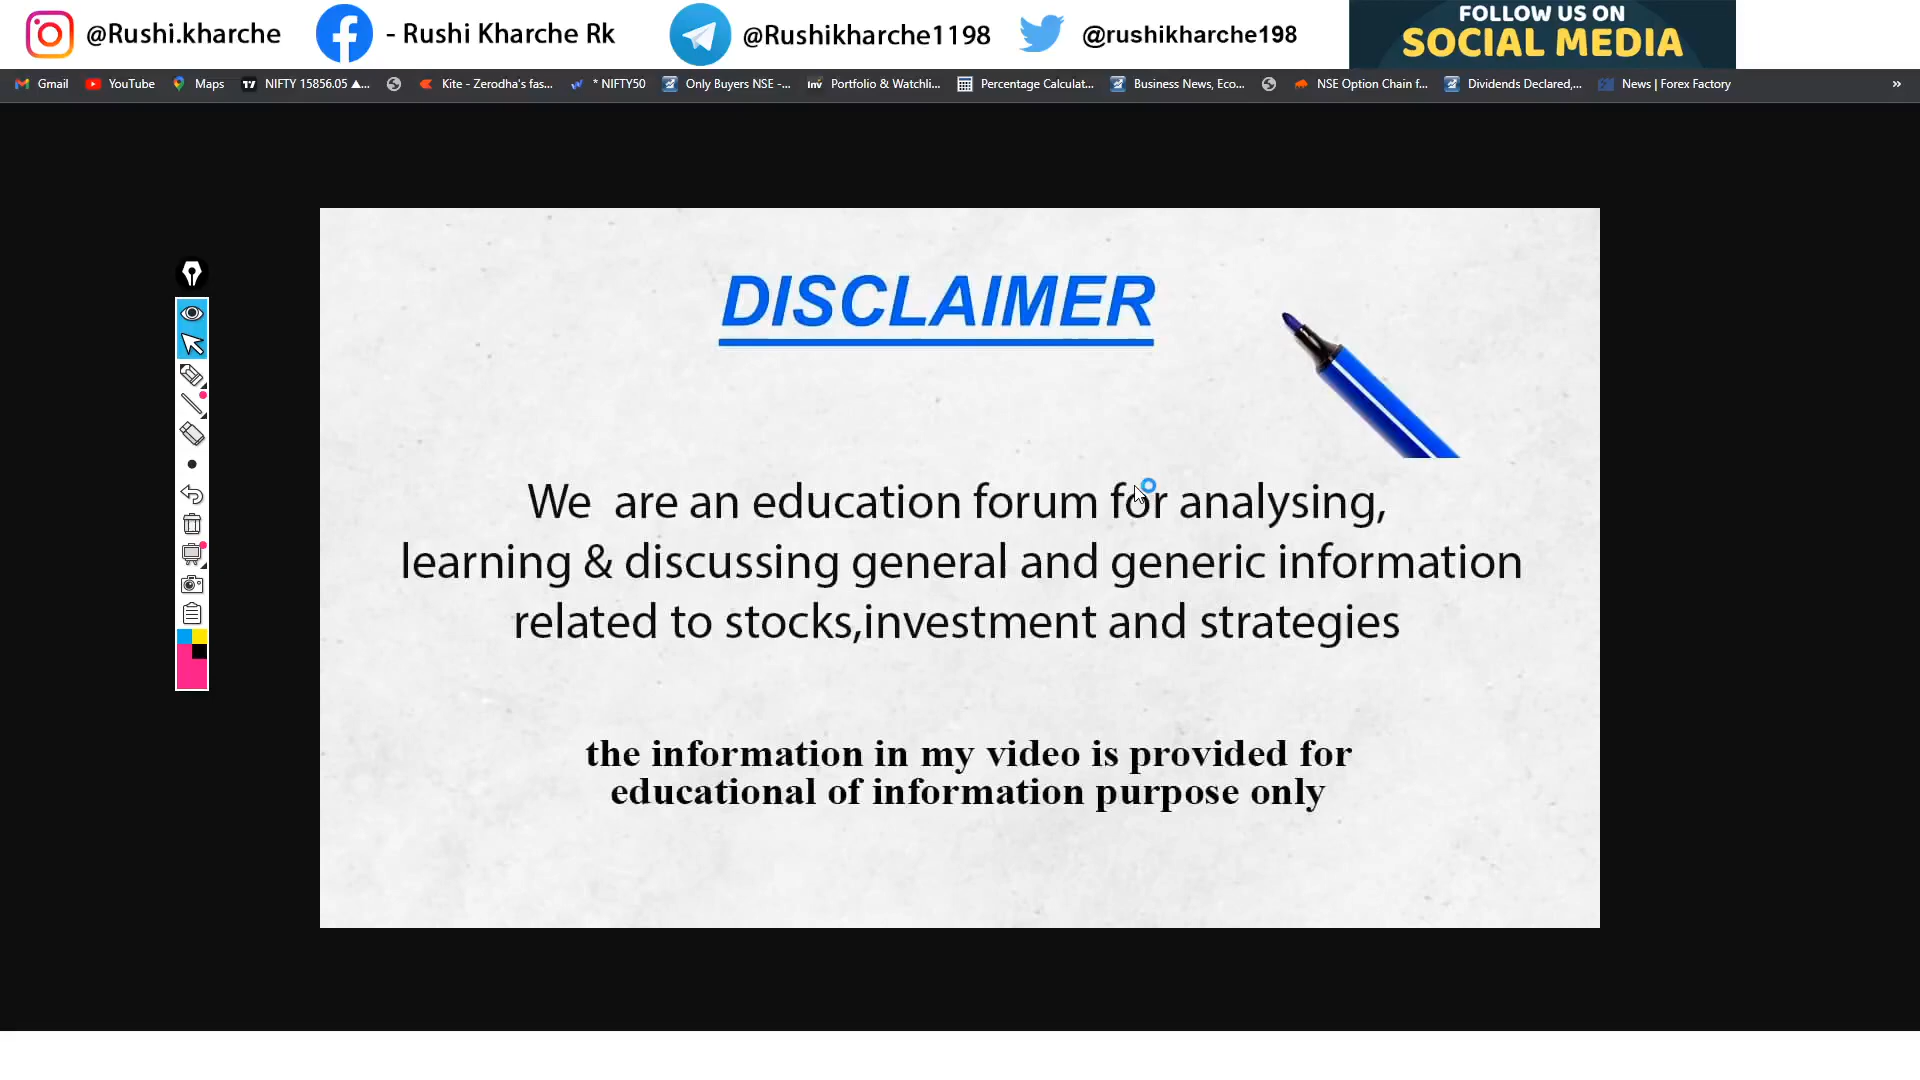 @Rushi.kharche
- Rushi Kharche Rk
@Rushikharche1198
@rushikharche198
FOLLOW US ON
SOCIAL MEDIA
Gmail
YouTube
Maps
NIFTY 15856.05 ▲...
Kite - Zerodha's fas...
* NIFTY50
Only Buyers NSE -...
Inv
Portfolio & Watchli...
Percentage Calculat...
Business News, Eco...
NSE Option Chain f...
Dividends Declared,...
News | Forex Factory
»
DISCLAIMER
We are an education forum for analysing,
learning & discussing general and generic information
related to stocks,investment and strategies
the information in my video is provided for
educational of information purpose only